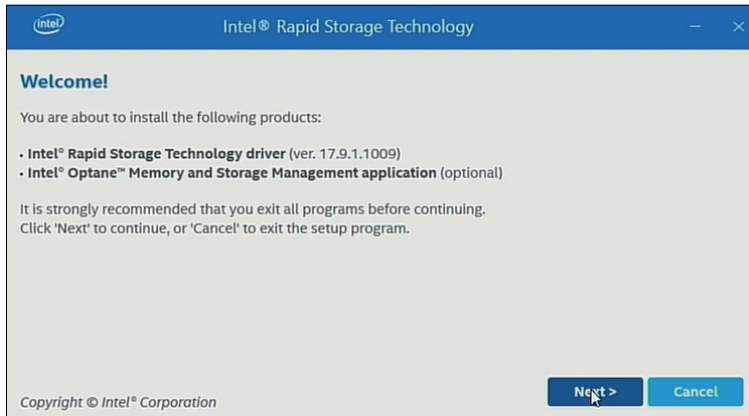 intel
Intel® Rapid Storage Technology
Welcome!
You are about to install the following products:
• Intel® Rapid Storage Technology driver (ver. 17.9.1.1009)
• Intel® Optane™ Memory and Storage Management application (optional)
It is strongly recommended that you exit all programs before continuing.
Click 'Next' to continue, or 'Cancel' to exit the setup program.
Next >
Cancel
Copyright © Intel® Corporation